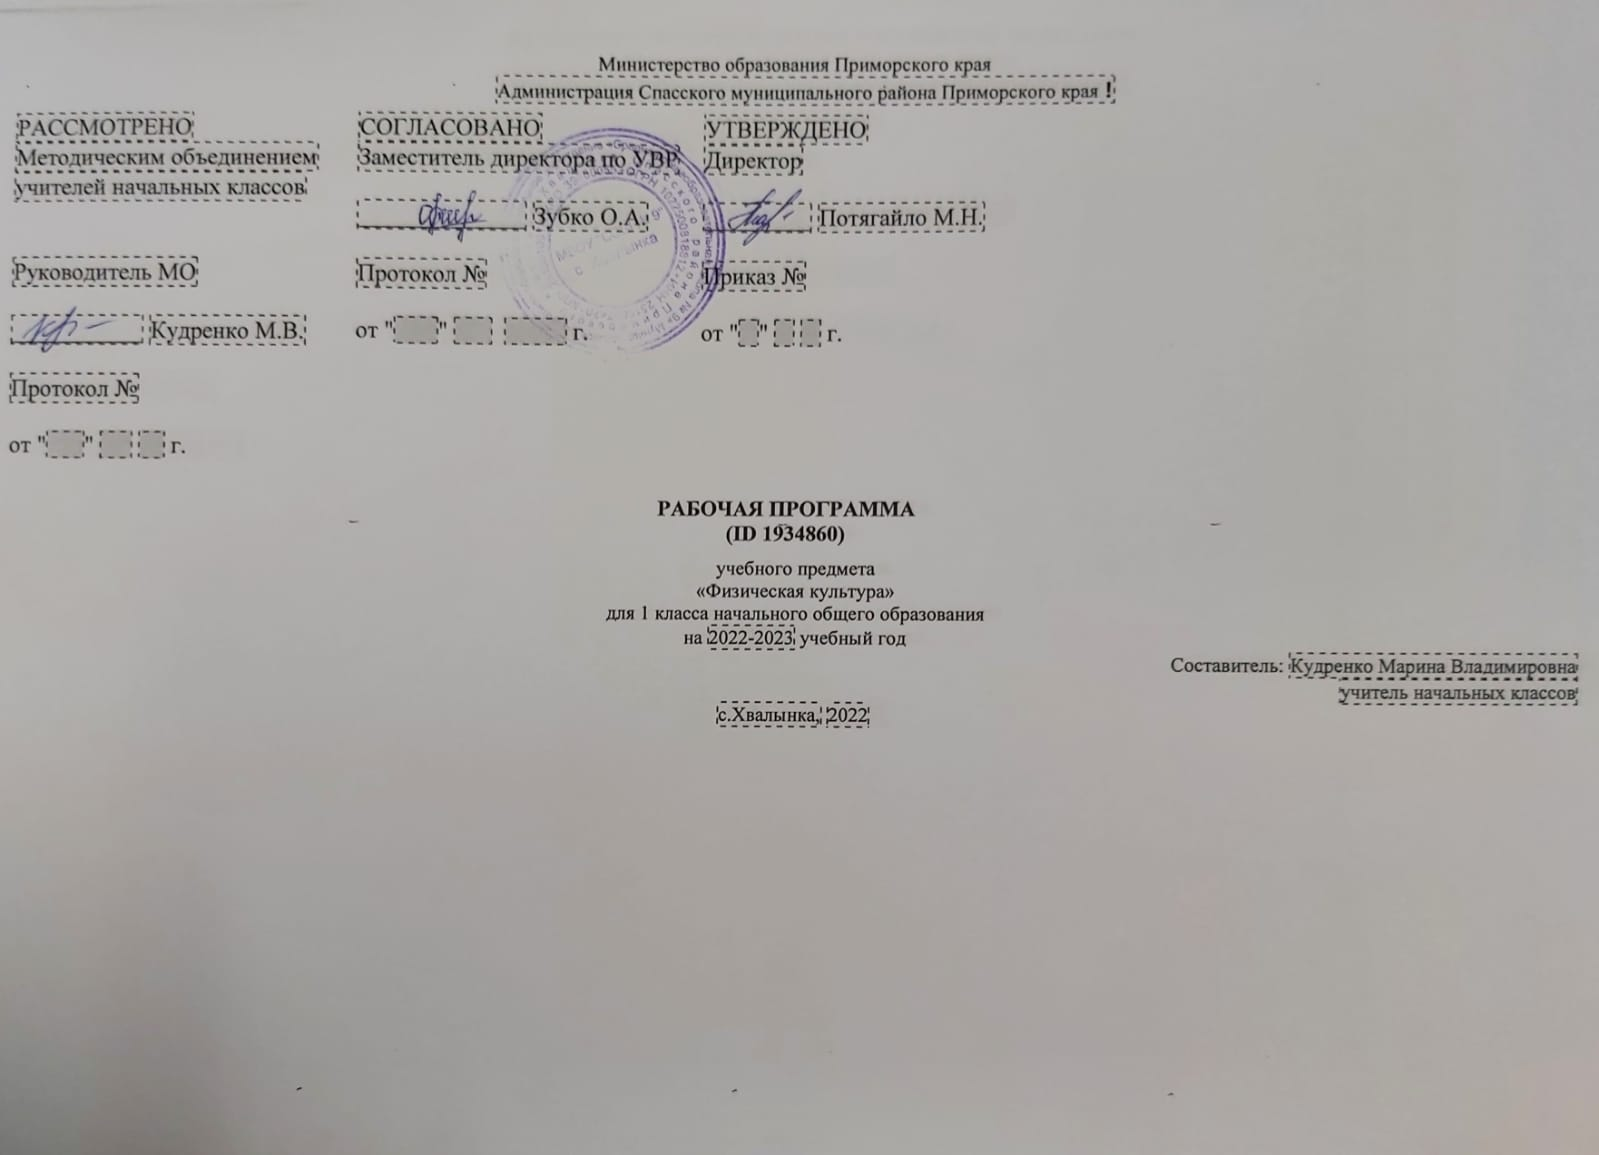 Министерство образования Приморского края
Администрация Спасского муниципального района Приморского края !
РАССМОТРЕНО
Методическим объединением
учителей начальных классов
Руководитель МО
Кудренко М.В.
Протокол №
от "  "      г.
СОГЛАСОВАНО
Заместитель директора по УВР
Зубко О.А.
Протокол №
от "  "      г.
УТВЕРЖДЕНО
Директор
Потягайло М.Н.
Приказ №
от "  "      г.
РАБОЧАЯ ПРОГРАММА
(ID 1934860)
учебного предмета
«Физическая культура»
для 1 класса начального общего образования
на 2022-2023 учебный год
Составитель: Кудренко Марина Владимировна
учитель начальных классов
с.Хвалынка, 2022